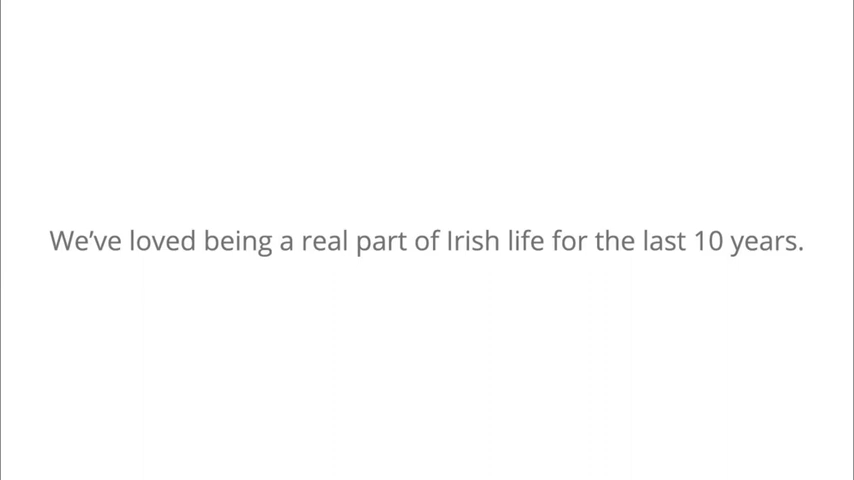 We’ve loved being a real part of Irish life for the last 10 years.